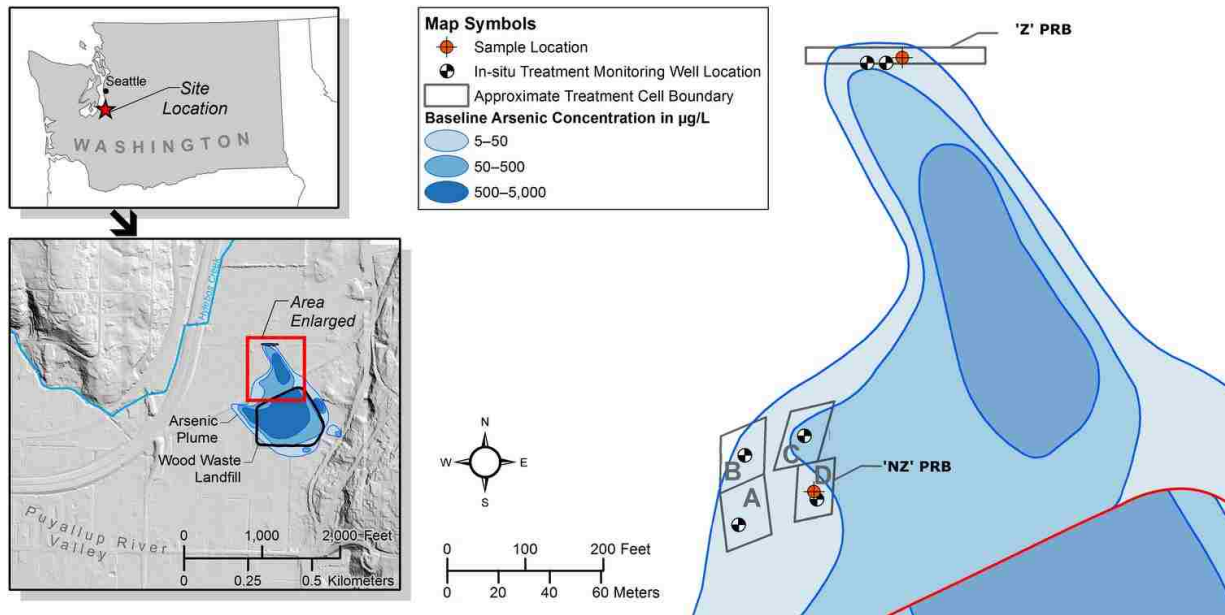 Seattle
Site
Location
WASHINGTON
Map Symbols
Sample Location
In-situ Treatment Monitoring Well Location
Approximate Treatment Cell Boundary
Baseline Arsenic Concentration in µg/L
5–50
50–500
500–5,000
'Z' PRB
Hylebos Creek
Area
Enlarged
Arsenic
Plume
Wood Waste
Landfill
Puyallup River
Valley
0 1,000 2,000 Feet
0 0.25 0.5 Kilometers
N
W E
S
0 100 200 Feet
0 20 40 60 Meters
B
C
A
D
'NZ' PRB